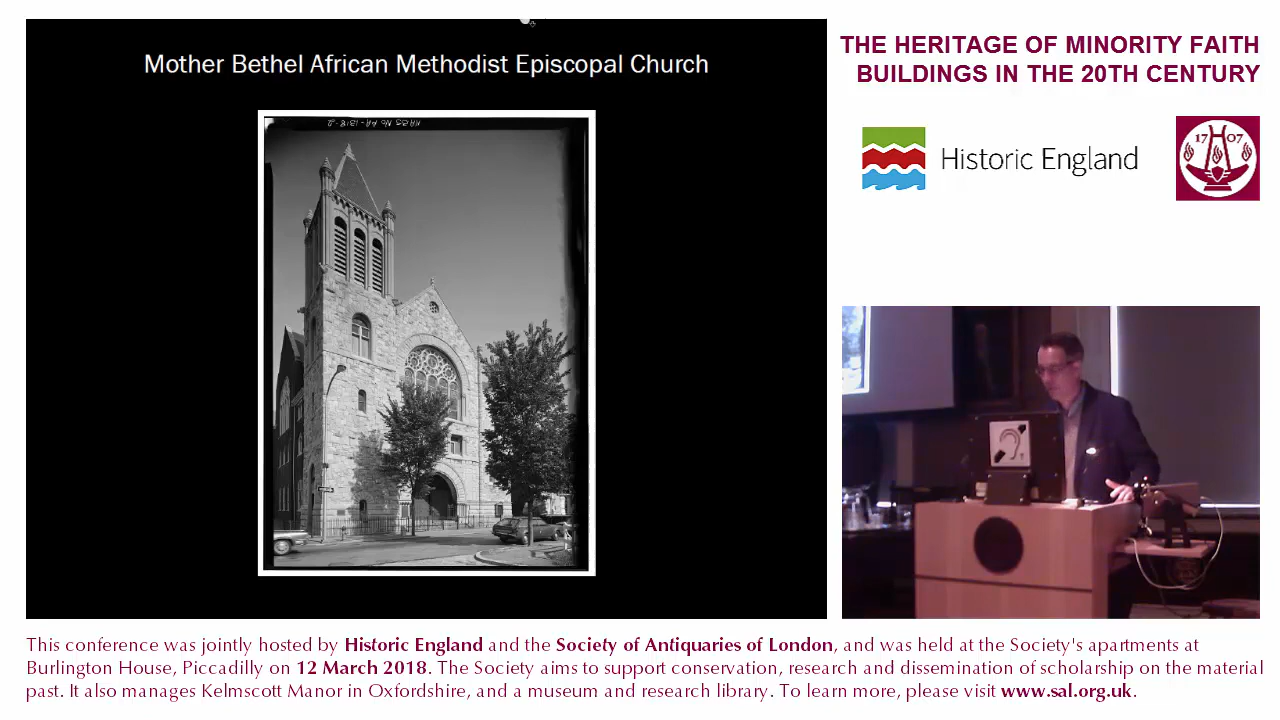 Mother Bethel African Methodist Episcopal Church
THE HERITAGE OF MINORITY FAITH
BUILDINGS IN THE 20TH CENTURY
Historic England
1707
This conference was jointly hosted by Historic England and the Society of Antiquaries of London, and was held at the Society's apartments at
Burlington House, Piccadilly on 12 March 2018. The Society aims to support conservation, research and dissemination of scholarship on the material
past. It also manages Kelmscott Manor in Oxfordshire, and a museum and research library. To learn more, please visit www.sal.org.uk.